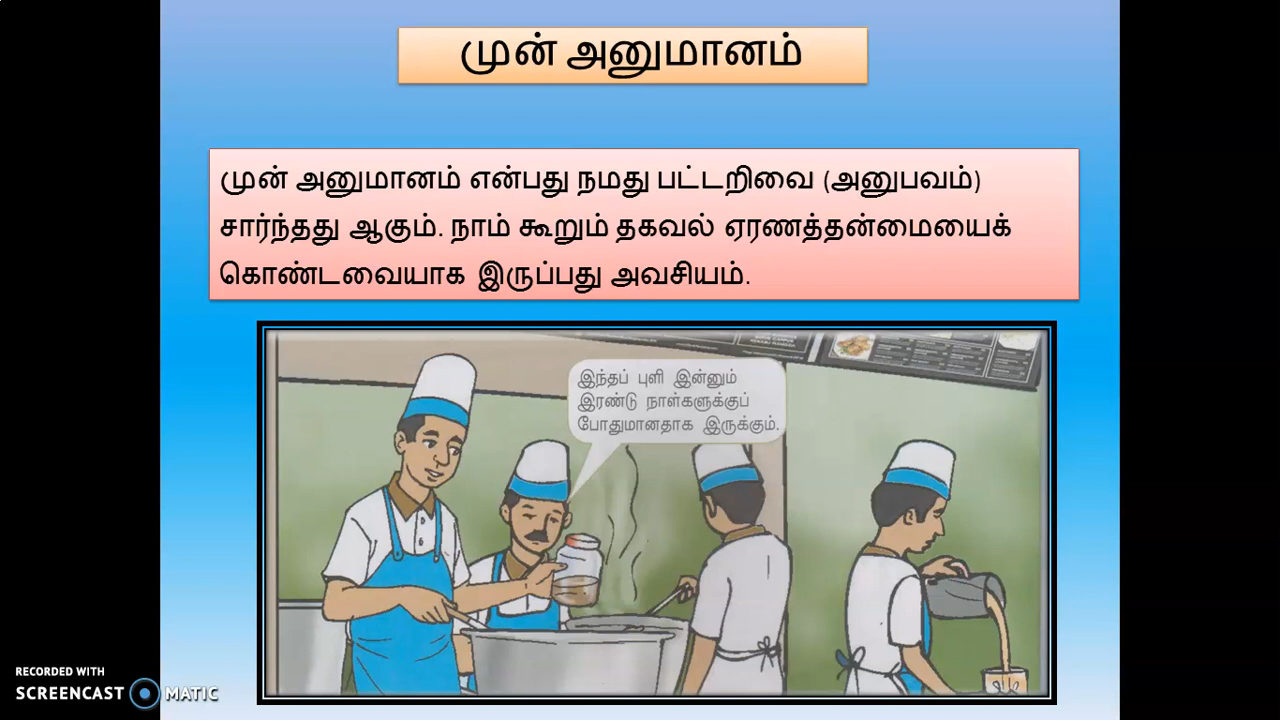 முன் அனுமானம்
முன் அனுமானம் என்பது நமது பட்டறிவை (அனுபவம்)
சார்ந்தது ஆகும். நாம் கூறும் தகவல் ஏரணத்தன்மையைக்
கொண்டவையாக இருப்பது அவசியம்.
இந்தப் புளி இன்னும்
இரண்டு நாள்களுக்குப்
போதுமானதாக இருக்கும்.
RECORDED WITH
SCREENCAST MATIC